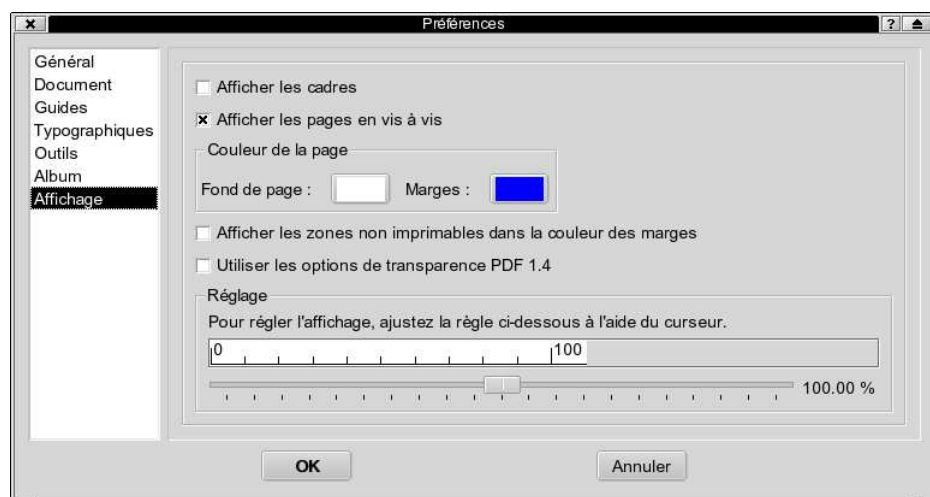 Préférences
?
Général
Document
Guides
Typographiques
Outils
Album
Affichage
Afficher les cadres
Afficher les pages en vis à vis
Couleur de la page
Fond de page : Marges :
Afficher les zones non imprimables dans la couleur des marges
Utiliser les options de transparence PDF 1.4
Réglage
Pour régler l'affichage, ajustez la règle ci-dessous à l'aide du curseur.
0 100
100.00 %
OK Annuler